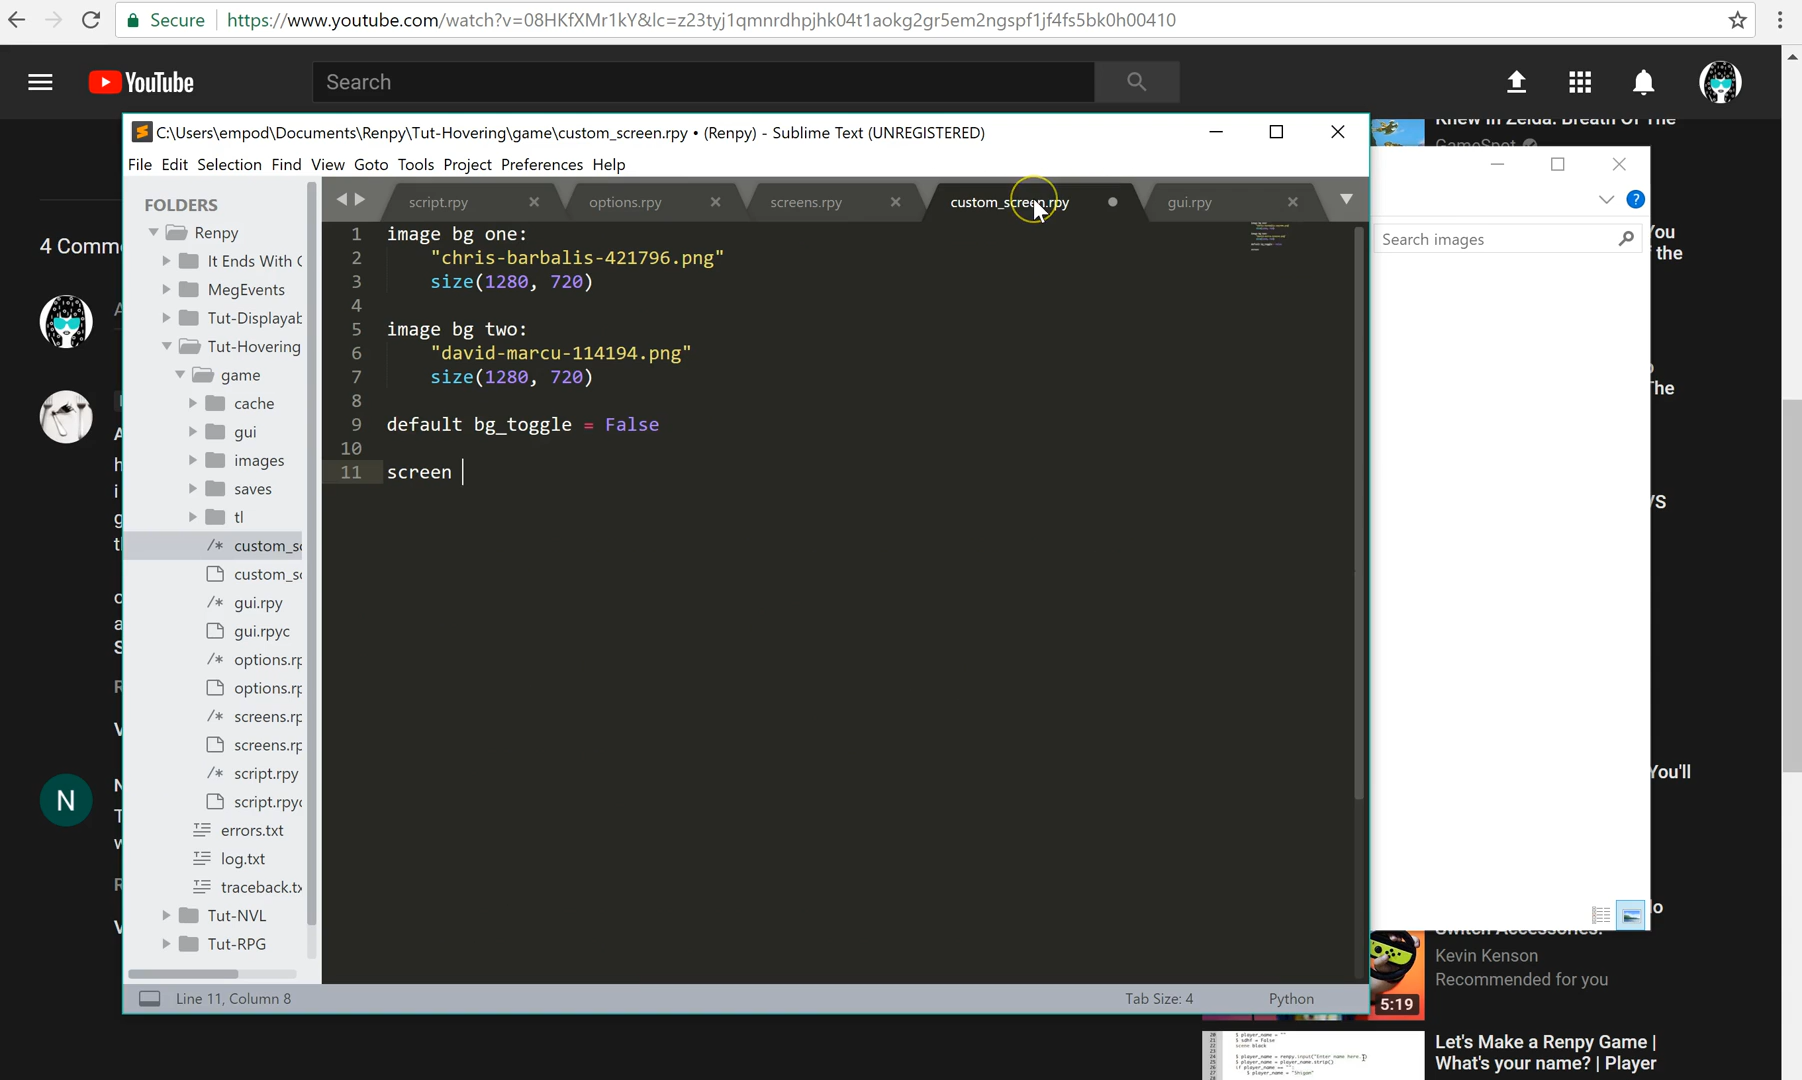 Secure
https://www.youtube.com/watch?v=08HKfXMr1kY&lc=z23tyj1qmnrdhpjhk04t1aokg2gr5em2ngspf1jf4fs5bk0h00410
YouTube
Search
C:\Users\empod\Documents\Renpy\Tut-Hovering\game\custom_screen.rpy • (Renpy) - Sublime Text (UNREGISTERED)
File Edit Selection Find View Goto Tools Project Preferences Help
script.rpy
options.rpy
screens.rpy
custom_screen.rpy
gui.rpy
FOLDERS
Renpy
It Ends With
MegEvents
Tut-Displayab
Tut-Hovering
game
cache
gui
images
saves
tl
custom_sc
custom_sc
gui.rpy
gui.rpyc
options.rp
options.rp
screens.rp
screens.rp
script.rpy
script.rpyc
errors.txt
log.txt
traceback.tx
Tut-NVL
Tut-RPG
1 image bg one:
2 "chris-barbalis-421796.png"
3 size(1280, 720)
4
5 image bg two:
6 "david-marcu-114194.png"
7 size(1280, 720)
8
9 default bg_toggle = False
10
11 screen
Line 11, Column 8
Tab Size: 4
Python
4 Comme
N
Search images
You
the
The
/S
You'll
Switch Accessories!
Kevin Kenson
Recommended for you
5:19
Let's Make a Renpy Game |
What's your name? | Player